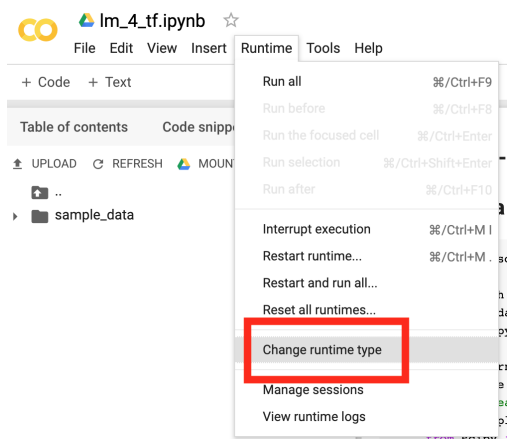 lm_4_tf.ipynb
File Edit View Insert Runtime Tools Help
+ Code + Text
Table of contents Code snipp
UPLOAD REFRESH MOUN
..
sample_data
Run all ⌘/Ctrl+F9
Run before ⌘/Ctrl+F8
Run the focused cell ⌘/Ctrl+Enter
Run selection ⌘/Ctrl+Shift+Enter
Run after ⌘/Ctrl+F10
Interrupt execution ⌘/Ctrl+M I
Restart runtime... ⌘/Ctrl+M .
Restart and run all...
Reset all runtimes...
Change runtime type
Manage sessions
View runtime logs